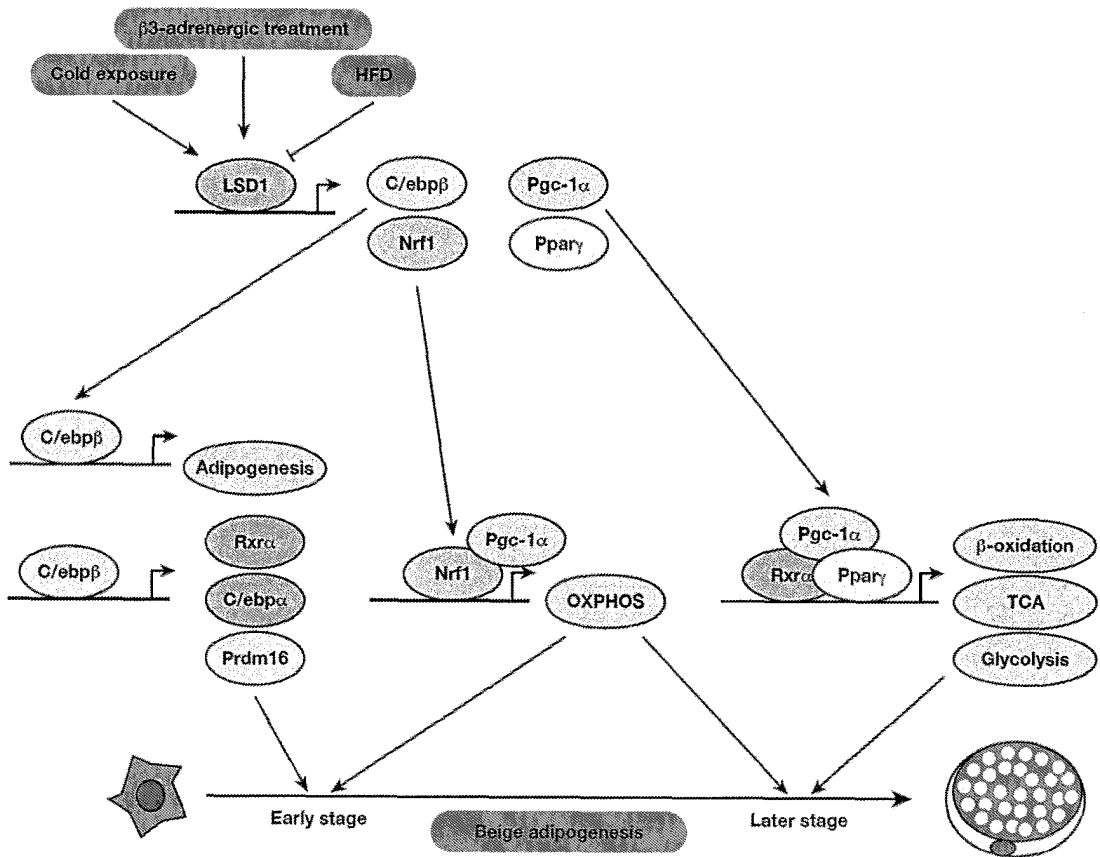 β3-adrenergic treatment
Cold exposure
HFD
LSD1
C/ebpβ
Pgc-1α
Nrf1
Pparγ
C/ebpβ
Adipogenesis
Rxrα
C/ebpβ
C/ebpα
Prdm16
Pgc-1α
Nrf1
OXPHOS
Pgc-1α
Rxrα
Pparγ
β-oxidation
TCA
Glycolysis
Early stage
Later stage
Beige adipogenesis